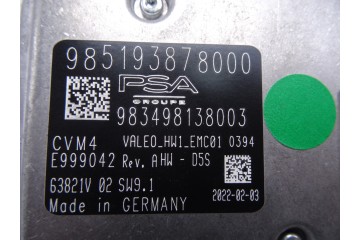 985193878000
PSA
GROUPE
983498138003
CVM4 VALEO_HW1_EMC01 0394
E999042 Rev. A HW - D5S
63821V 02 SW9.1
Made in GERMANY 2022-02-03